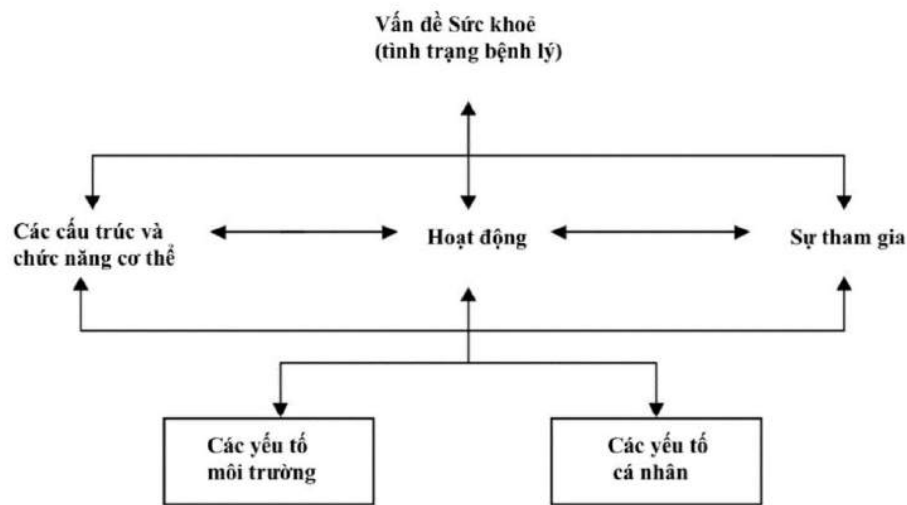 Vấn đề Sức khoẻ
(tình trạng bệnh lý)
Các cấu trúc và
chức năng cơ thể
Hoạt động
Sự tham gia
Các yếu tố
môi trường
Các yếu tố
cá nhân